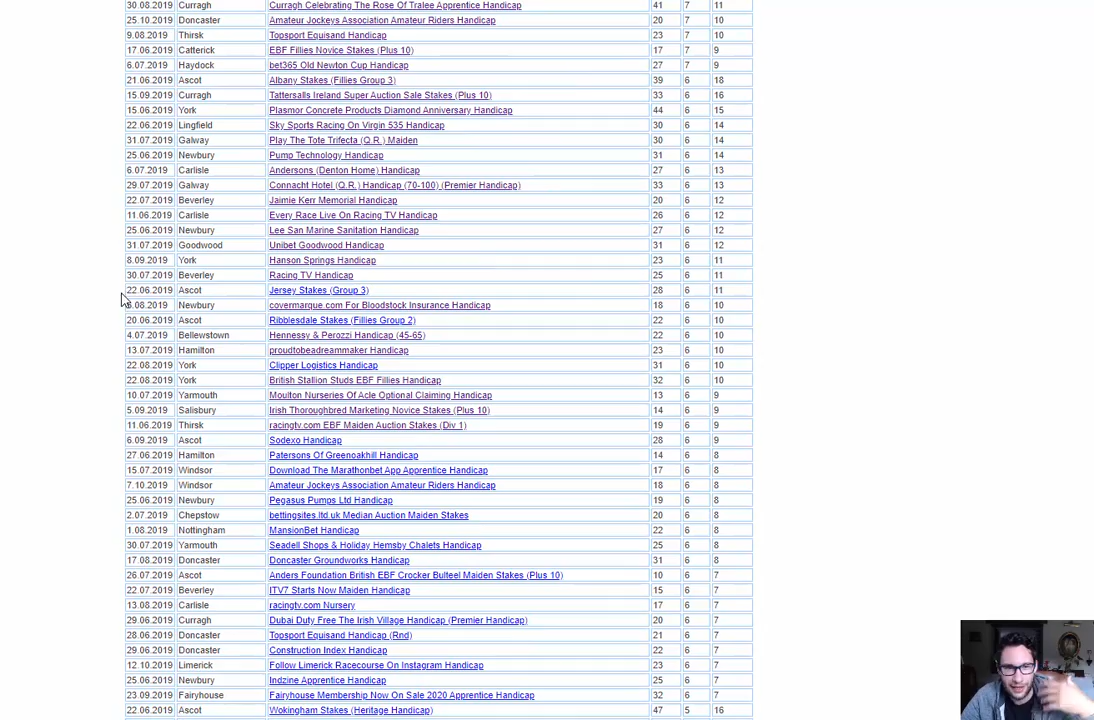 30.08.2019 Curragh Curragh Celebrating The Rose Of Tralee Apprentice Handicap 41 7 11
25.10.2019 Doncaster Amateur Jockeys Association Amateur Riders Handicap 20 7 10
9.08.2019 Thirsk Topsport Equisand Handicap 23 7 10
17.06.2019 Catterick EBF Fillies Novice Stakes (Plus 10) 17 7 9
6.07.2019 Haydock bet365 Old Newton Cup Handicap 27 7 9
21.06.2019 Ascot Albany Stakes (Fillies Group 3) 39 6 18
15.09.2019 Curragh Tattersalls Ireland Super Auction Sale Stakes (Plus 10) 33 6 16
15.06.2019 York Plasmor Concrete Products Diamond Anniversary Handicap 44 6 15
22.06.2019 Lingfield Sky Sports Racing On Virgin 535 Handicap 30 6 14
31.07.2019 Galway Play The Tote Trifecta (Q.R.) Maiden 30 6 14
25.06.2019 Newbury Pump Technology Handicap 31 6 14
6.07.2019 Carlisle Andersons (Denton Home) Handicap 27 6 13
29.07.2019 Galway Connacht Hotel (Q.R.) Handicap (70-100) (Premier Handicap) 33 6 13
22.07.2019 Beverley Jaimie Kerr Memorial Handicap 20 6 12
11.06.2019 Carlisle Every Race Live On Racing TV Handicap 26 6 12
25.06.2019 Newbury Lee San Marine Sanitation Handicap 27 6 12
31.07.2019 Goodwood Unibet Goodwood Handicap 31 6 12
8.09.2019 York Hanson Springs Handicap 23 6 11
30.07.2019 Beverley Racing TV Handicap 25 6 11
22.06.2019 Ascot Jersey Stakes (Group 3) 28 6 11
.08.2019 Newbury covermarque.com For Bloodstock Insurance Handicap 18 6 10
20.06.2019 Ascot Ribblesdale Stakes (Fillies Group 2) 22 6 10
4.07.2019 Bellewstown Hennessy & Perozzi Handicap (45-65) 22 6 10
13.07.2019 Hamilton proudtobeadreammaker Handicap 23 6 10
22.08.2019 York Clipper Logistics Handicap 31 6 10
22.08.2019 York British Stallion Studs EBF Fillies Handicap 32 6 10
10.07.2019 Yarmouth Moulton Nurseries Of Acle Optional Claiming Handicap 13 6 9
5.09.2019 Salisbury Irish Thoroughbred Marketing Novice Stakes (Plus 10) 14 6 9
11.06.2019 Thirsk racingtv.com EBF Maiden Auction Stakes (Div 1) 19 6 9
6.09.2019 Ascot Sodexo Handicap 28 6 9
27.06.2019 Hamilton Patersons Of Greenoakhill Handicap 14 6 8
15.07.2019 Windsor Download The Marathonbet App Apprentice Handicap 17 6 8
7.10.2019 Windsor Amateur Jockeys Association Amateur Riders Handicap 18 6 8
25.06.2019 Newbury Pegasus Pumps Ltd Handicap 19 6 8
2.07.2019 Chepstow bettingsites.ltd.uk Median Auction Maiden Stakes 20 6 8
1.08.2019 Nottingham MansionBet Handicap 22 6 8
30.07.2019 Yarmouth Seadell Shops & Holiday Hemsby Chalets Handicap 25 6 8
17.08.2019 Doncaster Doncaster Groundworks Handicap 31 6 8
26.07.2019 Ascot Anders Foundation British EBF Crocker Bulteel Maiden Stakes (Plus 10) 10 6 7
22.07.2019 Beverley ITV7 Starts Now Maiden Handicap 15 6 7
13.08.2019 Carlisle racingtv.com Nursery 17 6 7
29.06.2019 Curragh Dubai Duty Free The Irish Village Handicap (Premier Handicap) 20 6 7
28.06.2019 Doncaster Topsport Equisand Handicap (Rnd) 21 6 7
29.06.2019 Doncaster Construction Index Handicap 22 6 7
12.10.2019 Limerick Follow Limerick Racecourse On Instagram Handicap 23 6 7
25.06.2019 Newbury Indzine Apprentice Handicap 25 6 7
23.09.2019 Fairyhouse Fairyhouse Membership Now On Sale 2020 Apprentice Handicap 32 6 7
22.06.2019 Ascot Wokingham Stakes (Heritage Handicap) 47 5 16